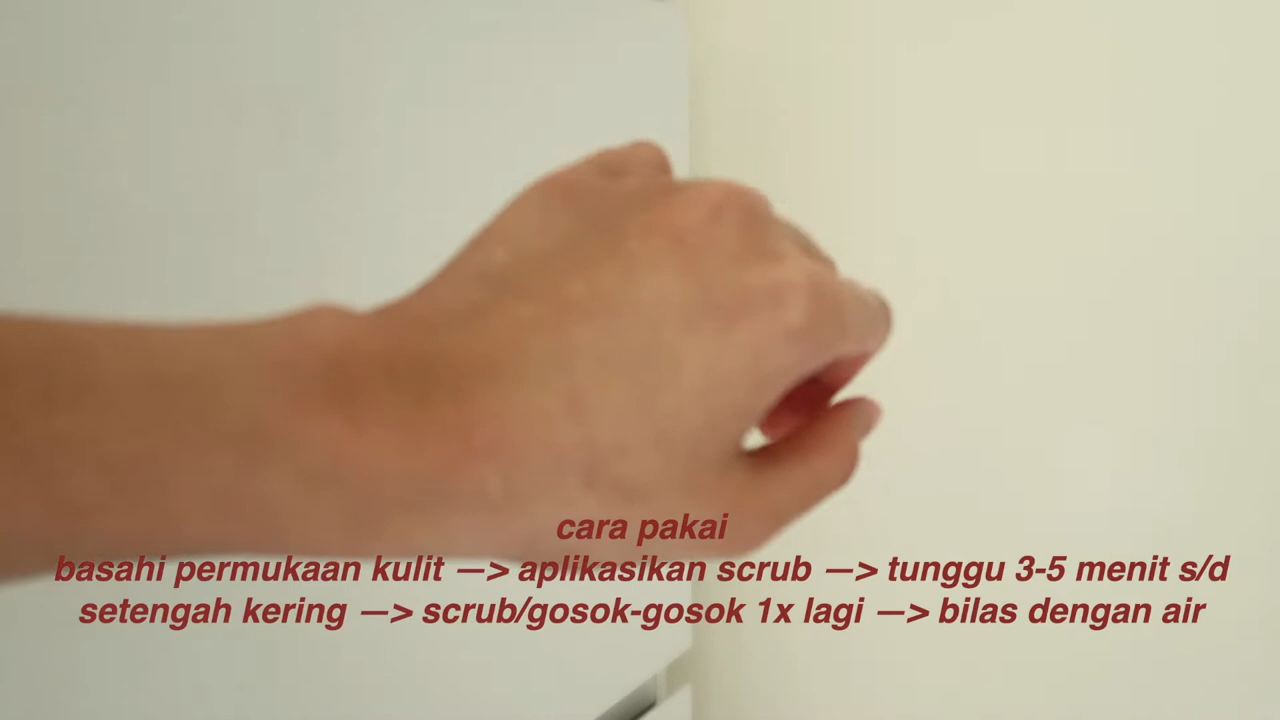 cara pakai
basahi permukaan kulit —> aplikasikan scrub —> tunggu 3-5 menit s/d
setengah kering —> scrub/gosok-gosok 1x lagi —> bilas dengan air